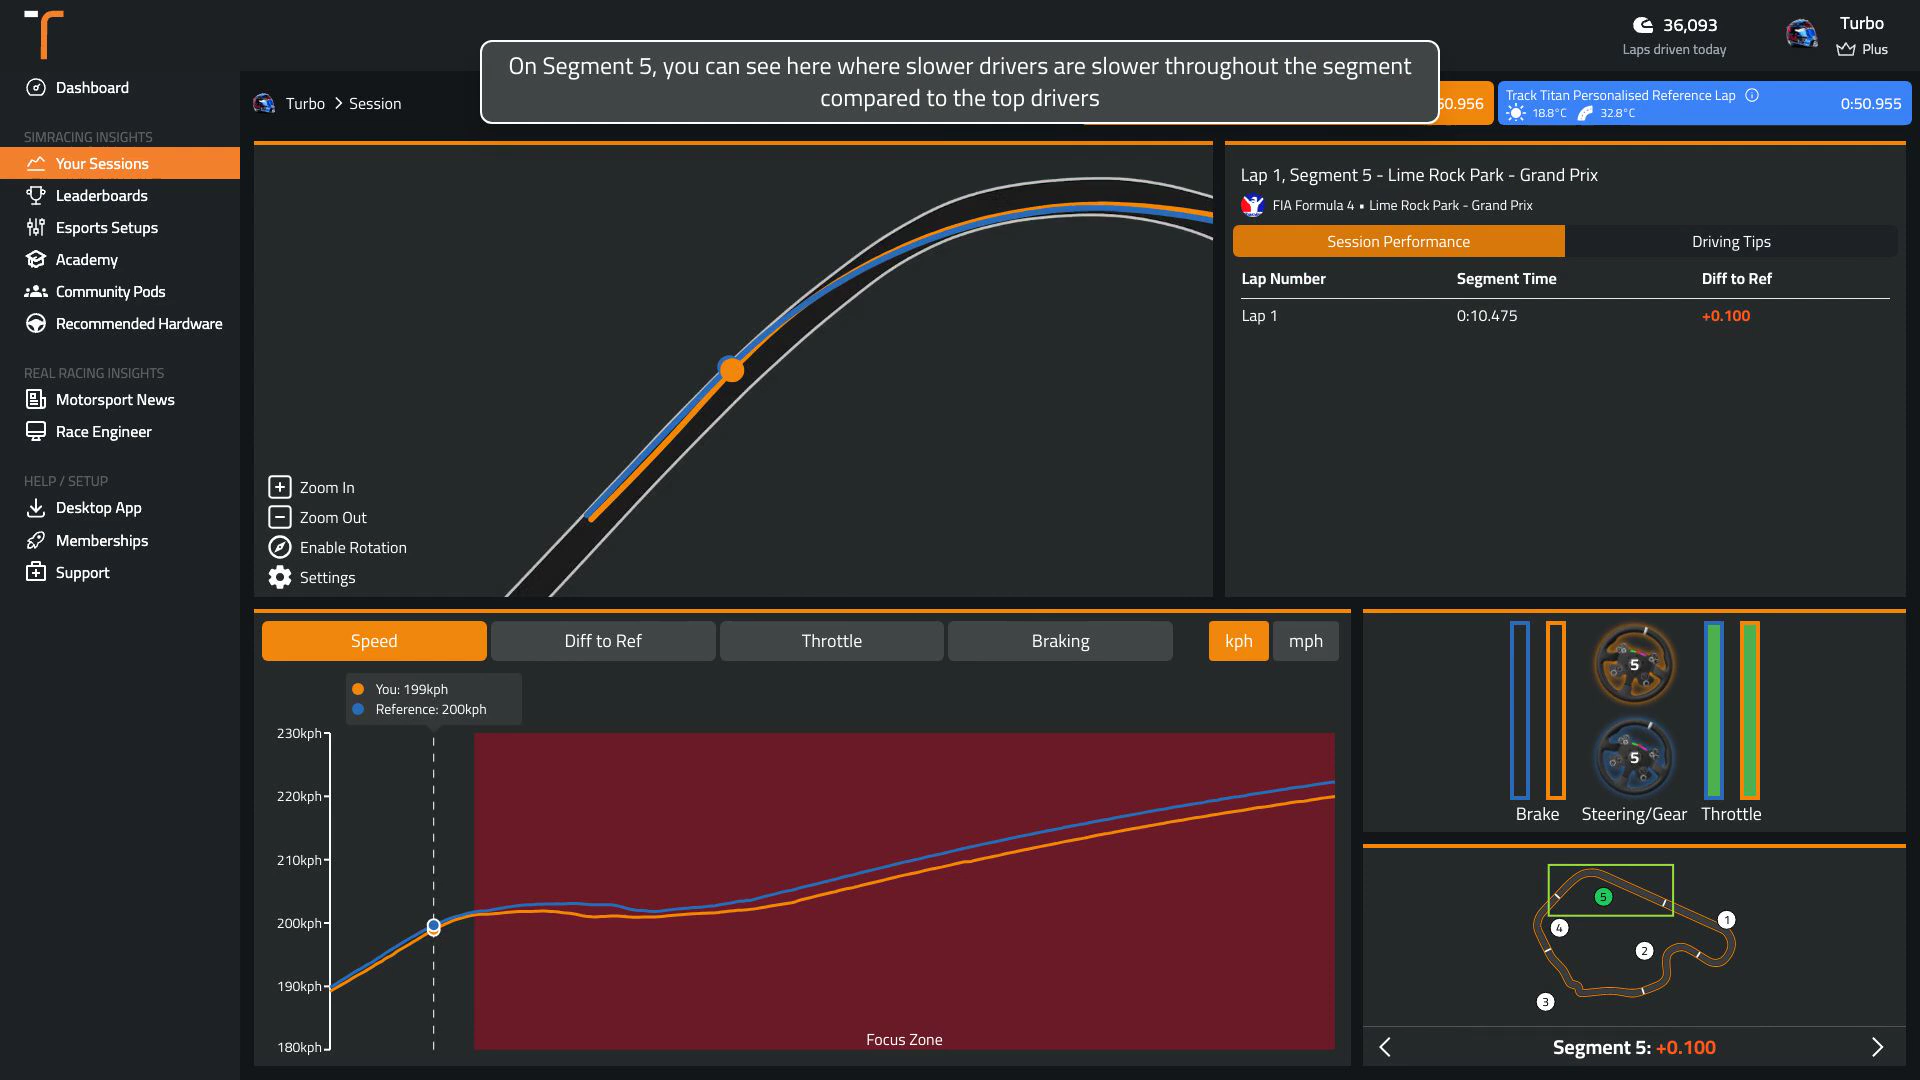 36,093
Laps driven today
Turbo
Plus
On Segment 5, you can see here where slower drivers are slower throughout the segment
compared to the top drivers
Dashboard
SIMRACING INSIGHTS
Your Sessions
Leaderboards
Esports Setups
Academy
Community Pods
Recommended Hardware
REAL RACING INSIGHTS
Motorsport News
Race Engineer
HELP / SETUP
Desktop App
Memberships
Support
Turbo > Session
50.956
Track Titan Personalised Reference Lap
18.8°C 32.8°C
0:50.955
Zoom In
Zoom Out
Enable Rotation
Settings
Lap 1, Segment 5 - Lime Rock Park - Grand Prix
FIA Formula 4 • Lime Rock Park - Grand Prix
Session Performance Driving Tips
Lap Number Segment Time Diff to Ref
Lap 1 0:10.475 +0.100
Speed Diff to Ref Throttle Braking kph mph
You: 199kph
Reference: 200kph
230kph
220kph
210kph
200kph
190kph
180kph
Focus Zone
5
5
Brake Steering/Gear Throttle
5
1
4
2
3
Segment 5: +0.100